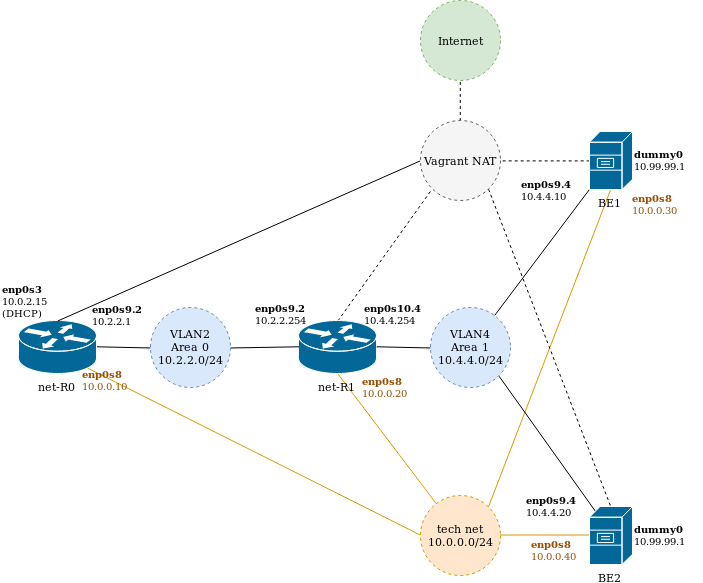 Internet
Vagrant NAT
dummy0
10.99.99.1
enp0s9.4
10.4.4.10
BE1
enp0s8
10.0.0.30
enp0s3
10.0.2.15
(DHCP)
enp0s9.2
10.2.2.1
net-R0
enp0s8
10.0.0.10
VLAN2
Area 0
10.2.2.0/24
enp0s9.2
10.2.2.254
enp0s10.4
10.4.4.254
net-R1
enp0s8
10.0.0.20
VLAN4
Area 1
10.4.4.0/24
tech net
10.0.0.0/24
enp0s9.4
10.4.4.20
dummy0
10.99.99.1
enp0s8
10.0.0.40
BE2